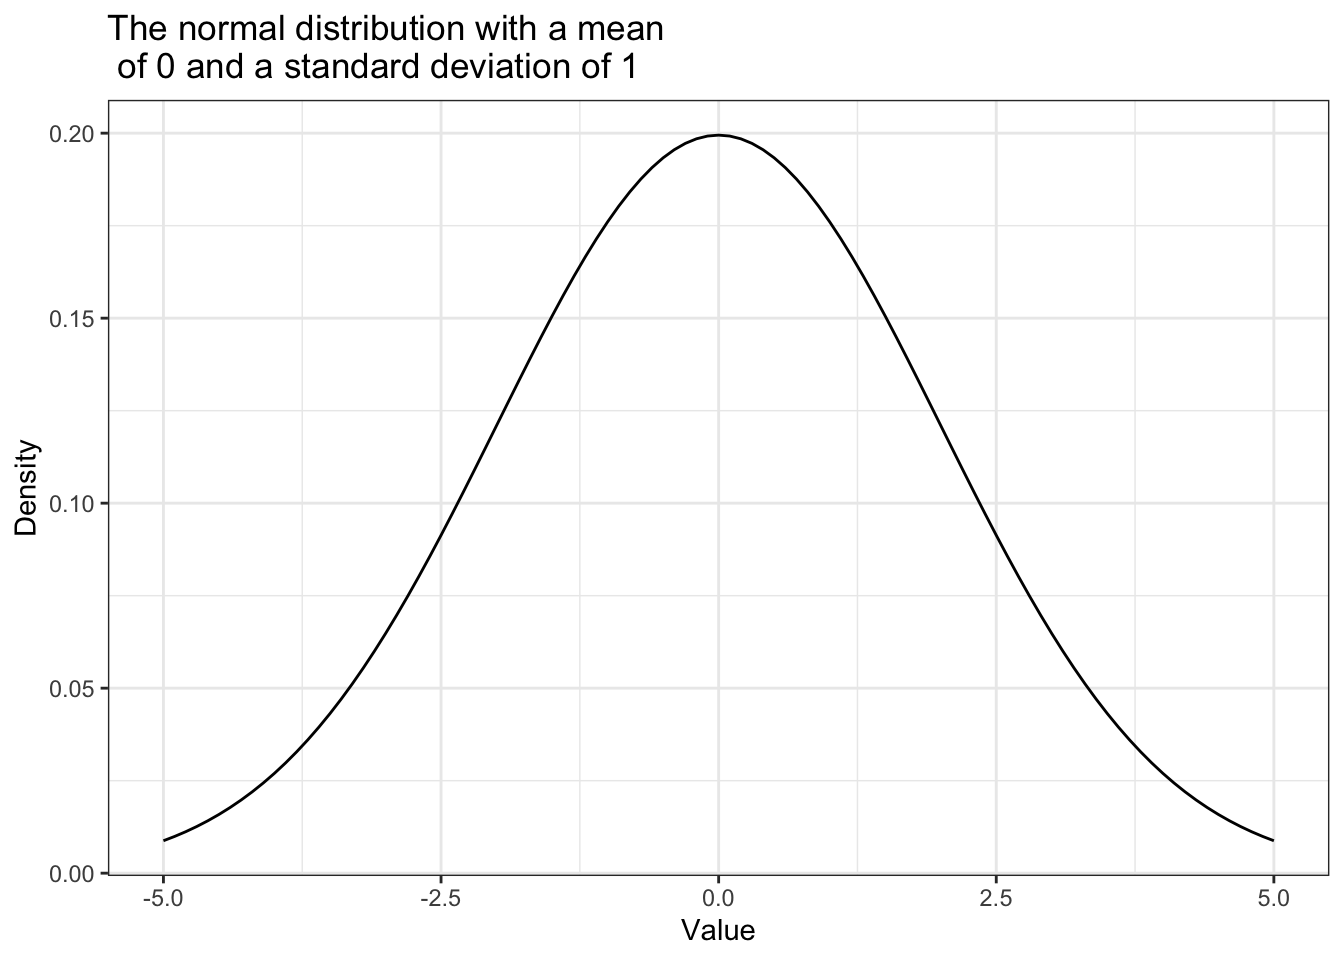 The normal distribution with a mean
of 0 and a standard deviation of 1
0.20
0.15
0.10
0.05
0.00
Density
-5.0
-2.5
0.0
2.5
5.0
Value